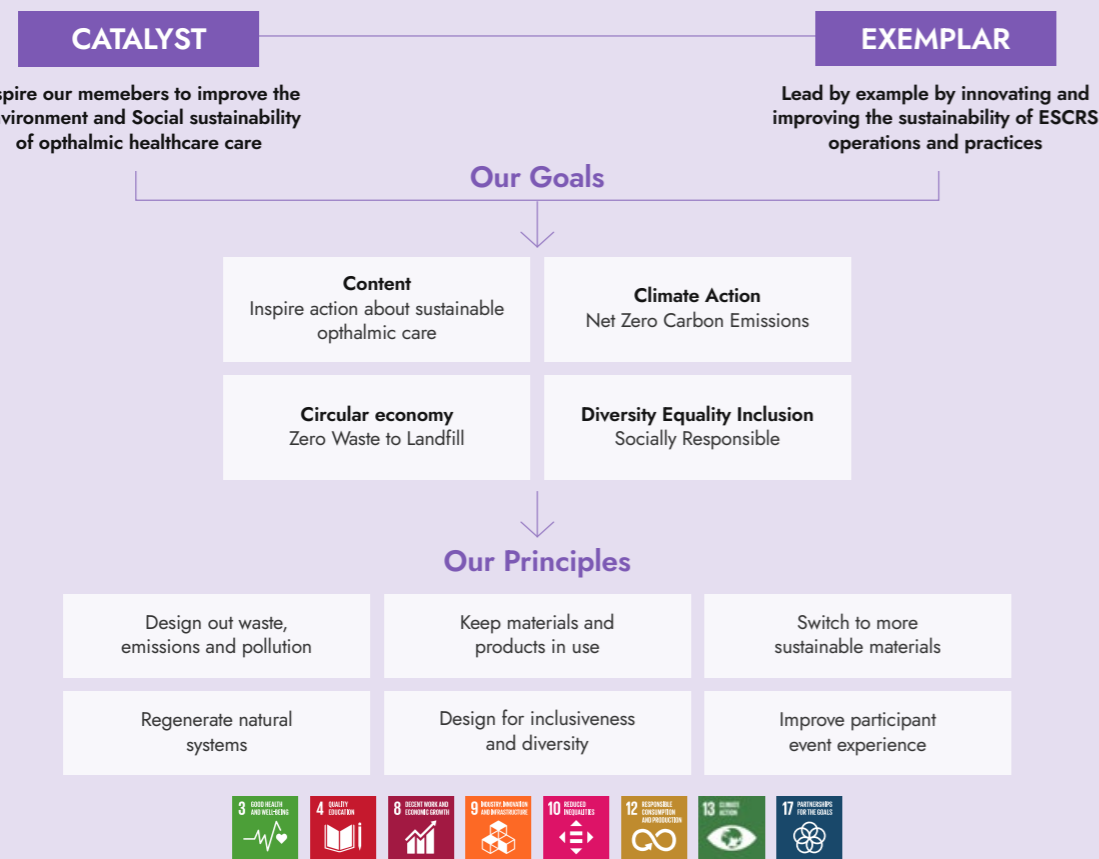 CATALYST
EXEMPLAR
spire our memebers to improve the
vironment and Social sustainability
of opthalmic healthcare care
Lead by example by innovating and
improving the sustainability of ESCRS
operations and practices
Our Goals
Content
Inspire action about sustainable
opthalmic care
Climate Action
Net Zero Carbon Emissions
Circular economy
Zero Waste to Landfill
Diversity Equality Inclusion
Socially Responsible
Our Principles
Design out waste,
emissions and pollution
Keep materials and
products in use
Switch to more
sustainable materials
Regenerate natural
systems
Design for inclusiveness
and diversity
Improve participant
event experience
3 GOOD HEALTH
AND WELL-BEING
4 QUALITY
EDUCATION
8 DECENT WORK AND
ECONOMIC GROWTH
9 INDUSTRY, INNOVATION
AND INFRASTRUCTURE
10 REDUCED
INEQUALITIES
12 RESPONSIBLE
CONSUMPTION
AND PRODUCTION
13 CLIMATE
ACTION
17 PARTNERSHIPS
FOR THE GOALS